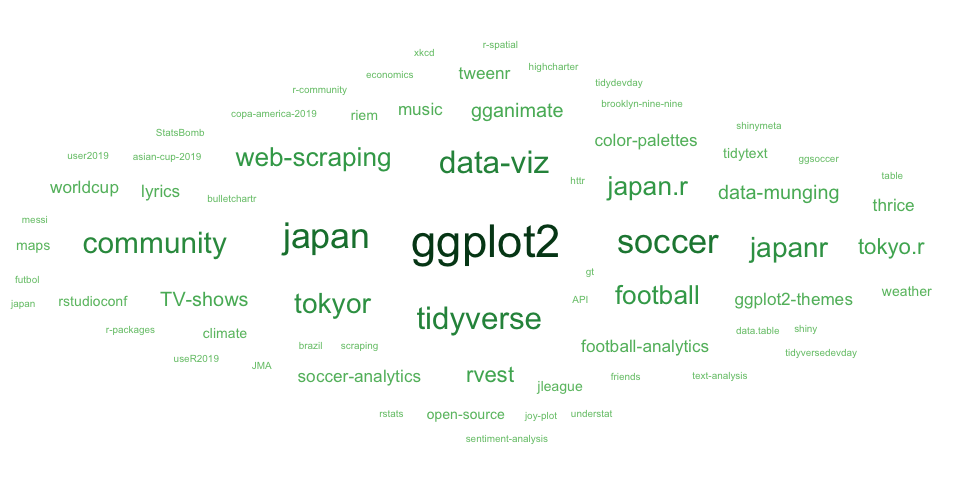 r-spatial
xkcd
highcharter
tweenr
economics
tidydevday
r-community
brooklyn-nine-nine
music
gganimate
copa-america-2019
riem
shinymeta
StatsBomb
color-palettes
tidytext
user2019
asian-cup-2019
web-scraping
data-viz
ggsoccer
table
httr
worldcup
lyrics
japan.r
data-munging
bulletchartr
thrice
messi
maps
community
japan
ggplot2
soccer
japanr
tokyo.r
gt
futbol
weather
japan
rstudioconf
TV-shows
tokyor
API
football
ggplot2-themes
tidyverse
r-packages
climate
data.table
shiny
brazil
scraping
football-analytics
tidyversedevday
useR2019
JMA
soccer-analytics
rvest
friends
text-analysis
jleague
rstats
open-source
joy-plot
understat
sentiment-analysis